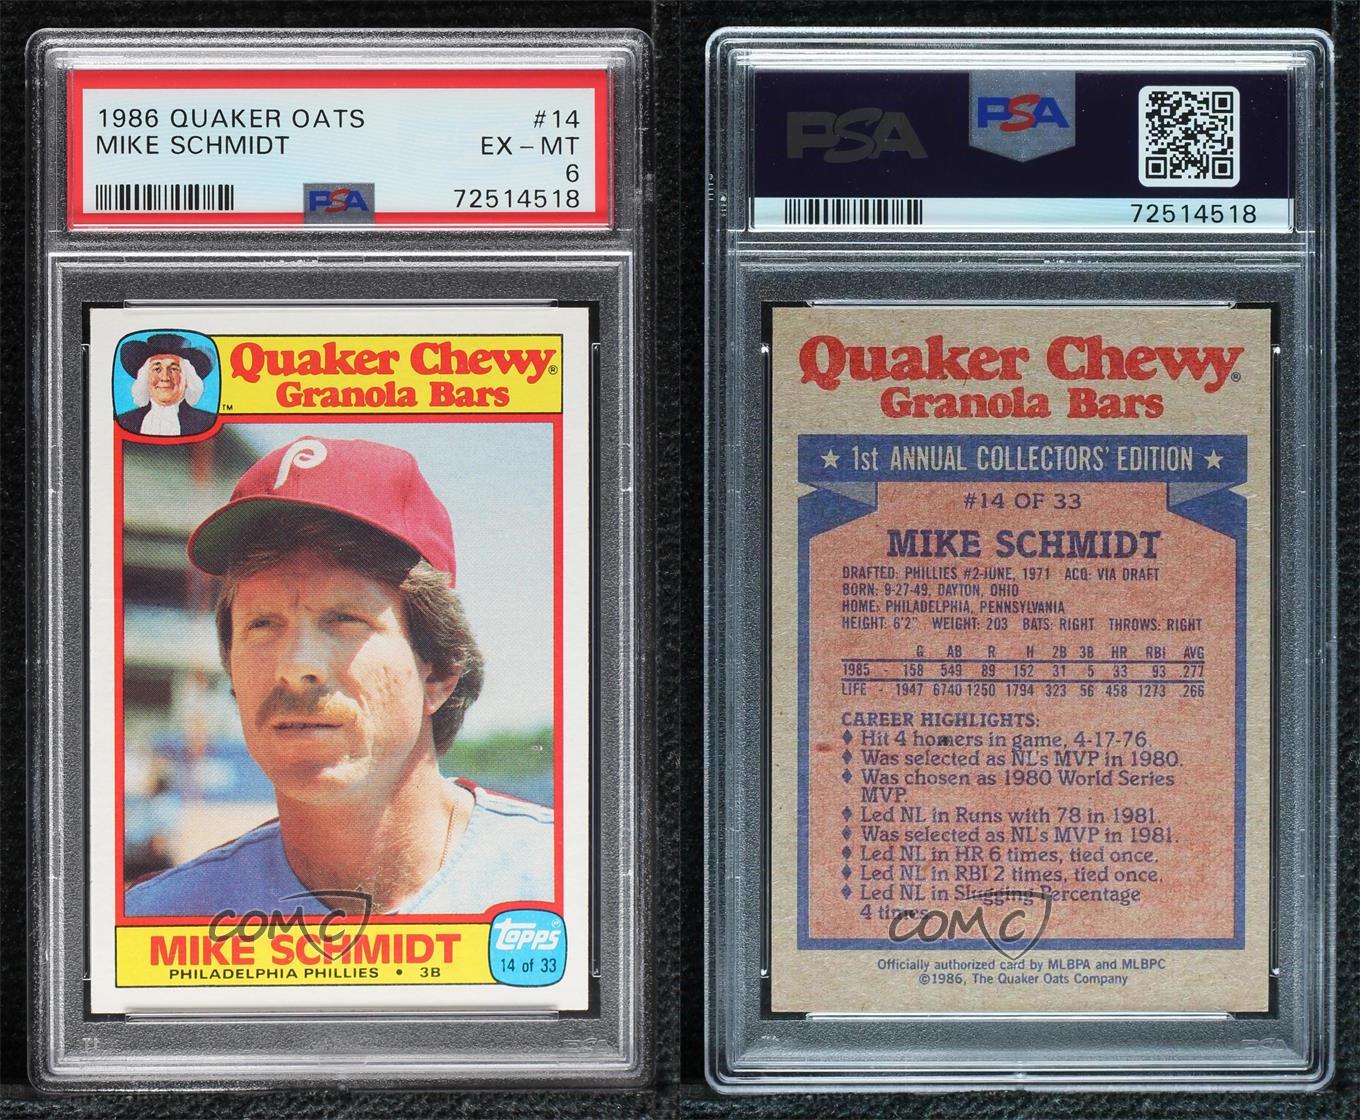 1986 QUAKER OATS #14
MIKE SCHMIDT EX - MT
6
72514518
PSA
Quaker Chewy®
Granola Bars
TM
P
Topps
14 of 33
MIKE SCHMIDT
PHILADELPHIA PHILLIES • 3B
COMC
PSA
PSA
72514518
Quaker Chewy®
Granola Bars
★ 1st ANNUAL COLLECTORS' EDITION ★
#14 OF 33
MIKE SCHMIDT
DRAFTED: PHILLIES #2-JUNE, 1971 ACQ: VIA DRAFT
BORN: 9-27-49, DAYTON, OHIO
HOME: PHILADELPHIA, PENNSYLVANIA
HEIGHT: 6'2" WEIGHT: 203 BATS: RIGHT THROWS: RIGHT
G AB R H 2B 3B HR RBI AVG
1985 - 158 549 89 152 31 5 33 93 .277
LIFE - 1947 6740 1250 1794 323 56 458 1273 .266
CAREER HIGHLIGHTS:
♦ Hit 4 homers in game, 4-17-76.
♦ Was selected as NL's MVP in 1980.
♦ Was chosen as 1980 World Series
MVP.
♦ Led NL in Runs with 78 in 1981.
♦ Was selected as NL's MVP in 1981.
♦ Led NL in HR 6 times, tied once.
♦ Led NL in RBI 2 times, tied once.
♦ Led NL in Slugging Percentage
4 times.
COMC
Officially authorized card by MLBPA and MLBPC
©1986, The Quaker Oats Company
PSA